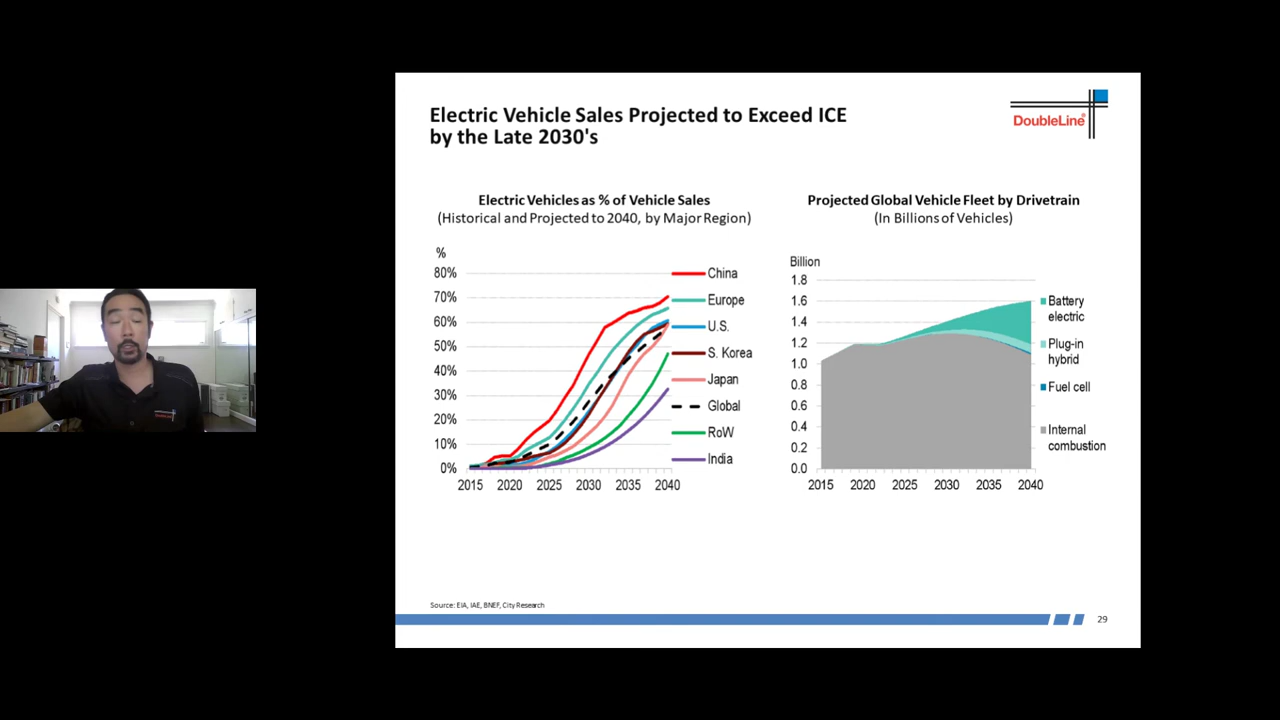 Electric Vehicle Sales Projected to Exceed ICE
by the Late 2030's
DoubleLine®
Electric Vehicles as % of Vehicle Sales
(Historical and Projected to 2040, by Major Region)
%
80%
70%
60%
50%
40%
30%
20%
10%
0%
2015 2020 2025 2030 2035 2040
China
Europe
U.S.
S. Korea
Japan
Global
RoW
India
Projected Global Vehicle Fleet by Drivetrain
(In Billions of Vehicles)
Billion
1.8
1.6
1.4
1.2
1.0
0.8
0.6
0.4
0.2
0.0
2015 2020 2025 2030 2035 2040
Battery
electric
Plug-in
hybrid
Fuel cell
Internal
combustion
Source: EIA, IAE, BNEF, City Research
29
DoubleLine